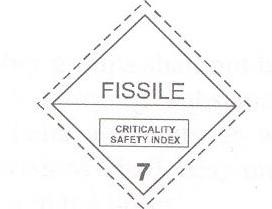 FISSILE
CRITICALITY
SAFETY INDEX
7